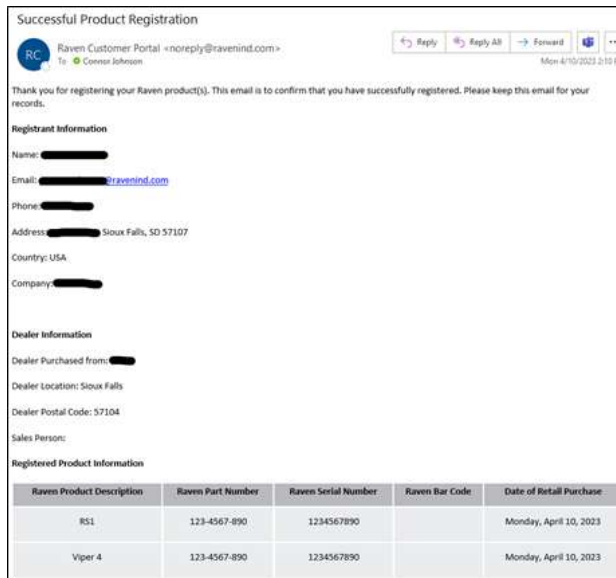 Successful Product Registration
RC
Raven Customer Portal <noreply@ravenind.com>
To Connor Johnson
Reply Reply All Forward
Mon 4/10/2023 2:10
Thank you for registering your Raven product(s). This email is to confirm that you have successfully registered. Please keep this email for your
records.
Registrant Information
Name:
Email: @ravenind.com
Phone:
Address: Sioux Falls, SD 57107
Country: USA
Company:
Dealer Information
Dealer Purchased from:
Dealer Location: Sioux Falls
Dealer Postal Code: 57104
Sales Person:
Registered Product Information
Raven Product Description Raven Part Number Raven Serial Number Raven Bar Code Date of Retail Purchase
RS1 123-4567-890 1234567890 Monday, April 10, 2023
Viper 4 123-4567-890 1234567890 Monday, April 10, 2023